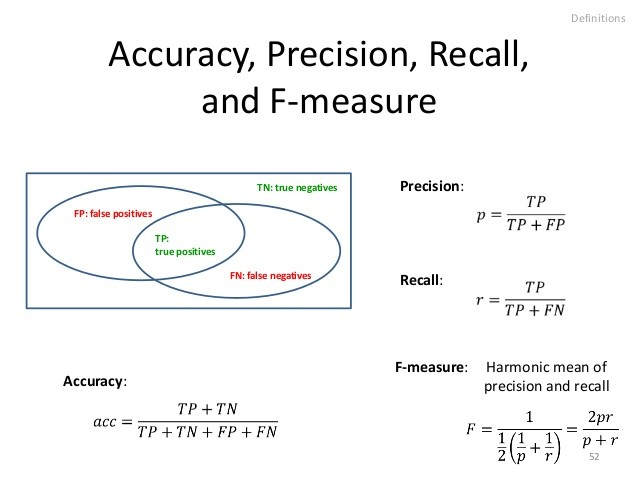 Definitions
Accuracy, Precision, Recall,
and F-measure
TN: true negatives
FP: false positives
TP:
true positives
FN: false negatives
Precision:
p = TP / (TP + FP)
Recall:
r = TP / (TP + FN)
Accuracy:
acc = (TP + TN) / (TP + TN + FP + FN)
F-measure: Harmonic mean of
precision and recall
F = 1 / (1/2 (1/p + 1/r)) = 2pr / (p + r)
52